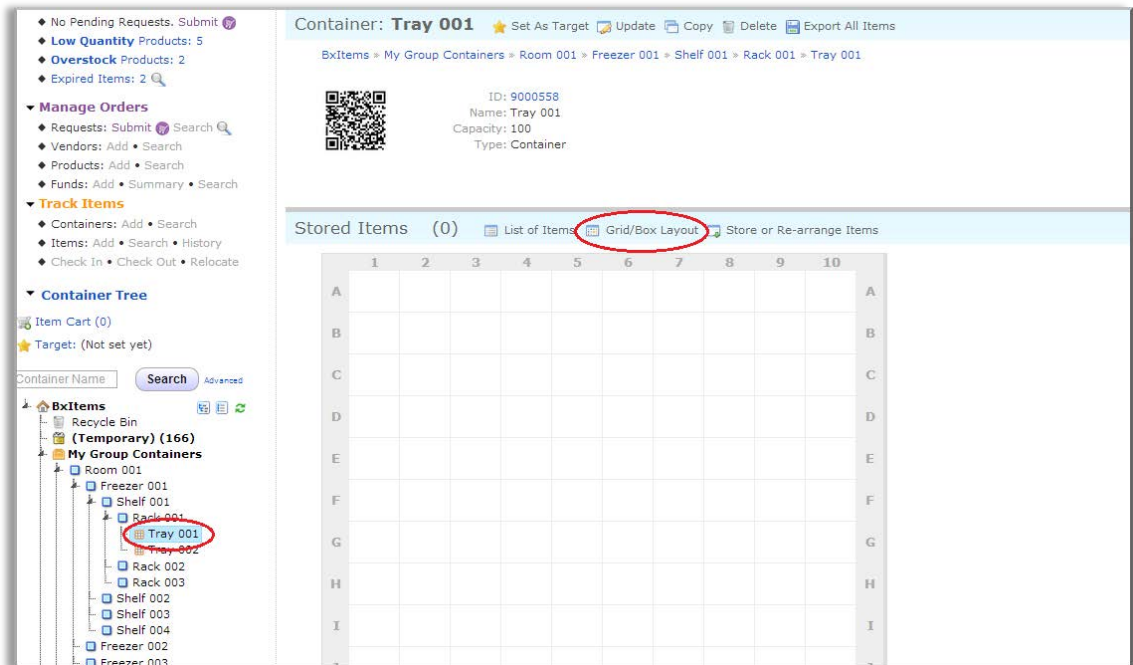 No Pending Requests. Submit
Low Quantity Products: 5
Overstock Products: 2
Expired Items: 2
Manage Orders
Requests: Submit Search
Vendors: Add • Search
Products: Add • Search
Funds: Add • Summary • Search
Track Items
Containers: Add • Search
Items: Add • Search • History
Check In • Check Out • Relocate
Container Tree
Item Cart (0)
Target: (Not set yet)
Container Name Search Advanced
BxItems
Recycle Bin
(Temporary) (166)
My Group Containers
Room 001
Freezer 001
Shelf 001
Rack 001
Tray 001
Tray 002
Rack 002
Rack 003
Shelf 002
Shelf 003
Shelf 004
Freezer 002
Freezer 003
Container: Tray 001 Set As Target Update Copy Delete Export All Items
BxItems » My Group Containers » Room 001 » Freezer 001 » Shelf 001 » Rack 001 » Tray 001
ID: 9000558
Name: Tray 001
Capacity: 100
Type: Container
Stored Items (0) List of Items Grid/Box Layout Store or Re-arrange Items
1 2 3 4 5 6 7 8 9 10
A A
B B
C C
D D
E E
F F
G G
H H
I I